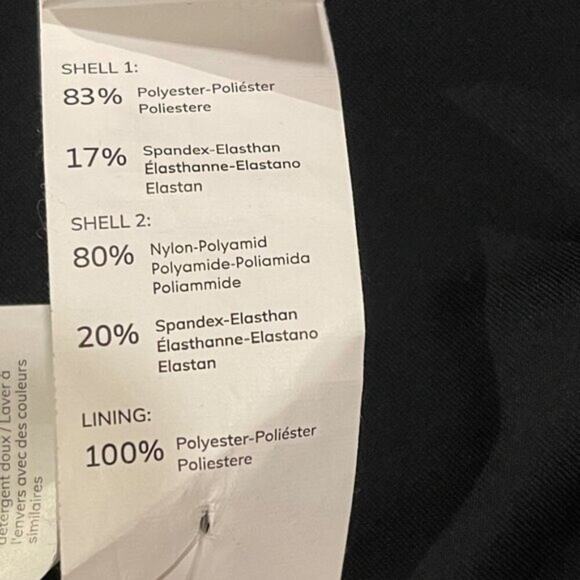 SHELL 1:
83% Polyester-Poliéster
Poliestere
17% Spandex-Elasthan
Élasthanne-Elastano
Elastan
SHELL 2:
80% Nylon-Polyamid
Polyamide-Poliamida
Poliammide
20% Spandex-Elasthan
Élasthanne-Elastano
Elastan
LINING:
100% Polyester-Poliéster
Poliestere
détergent doux / Laver à
l'envers avec des couleurs
similaires